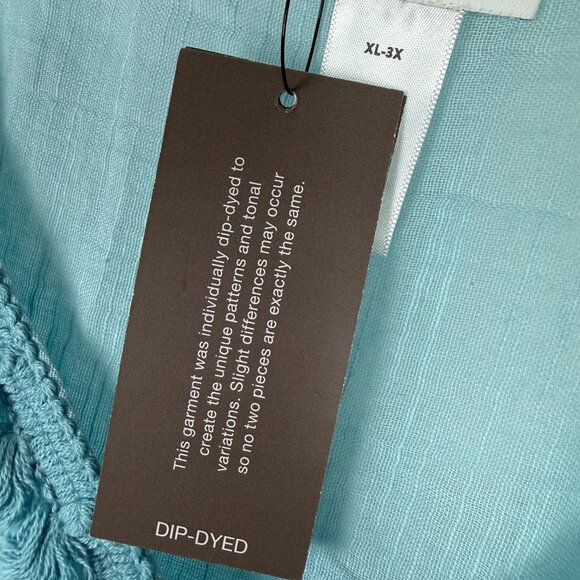 XL-3X
This garment was individually dip-dyed to
create the unique patterns and tonal
variations. Slight differences may occur
so no two pieces are exactly the same.
DIP-DYED